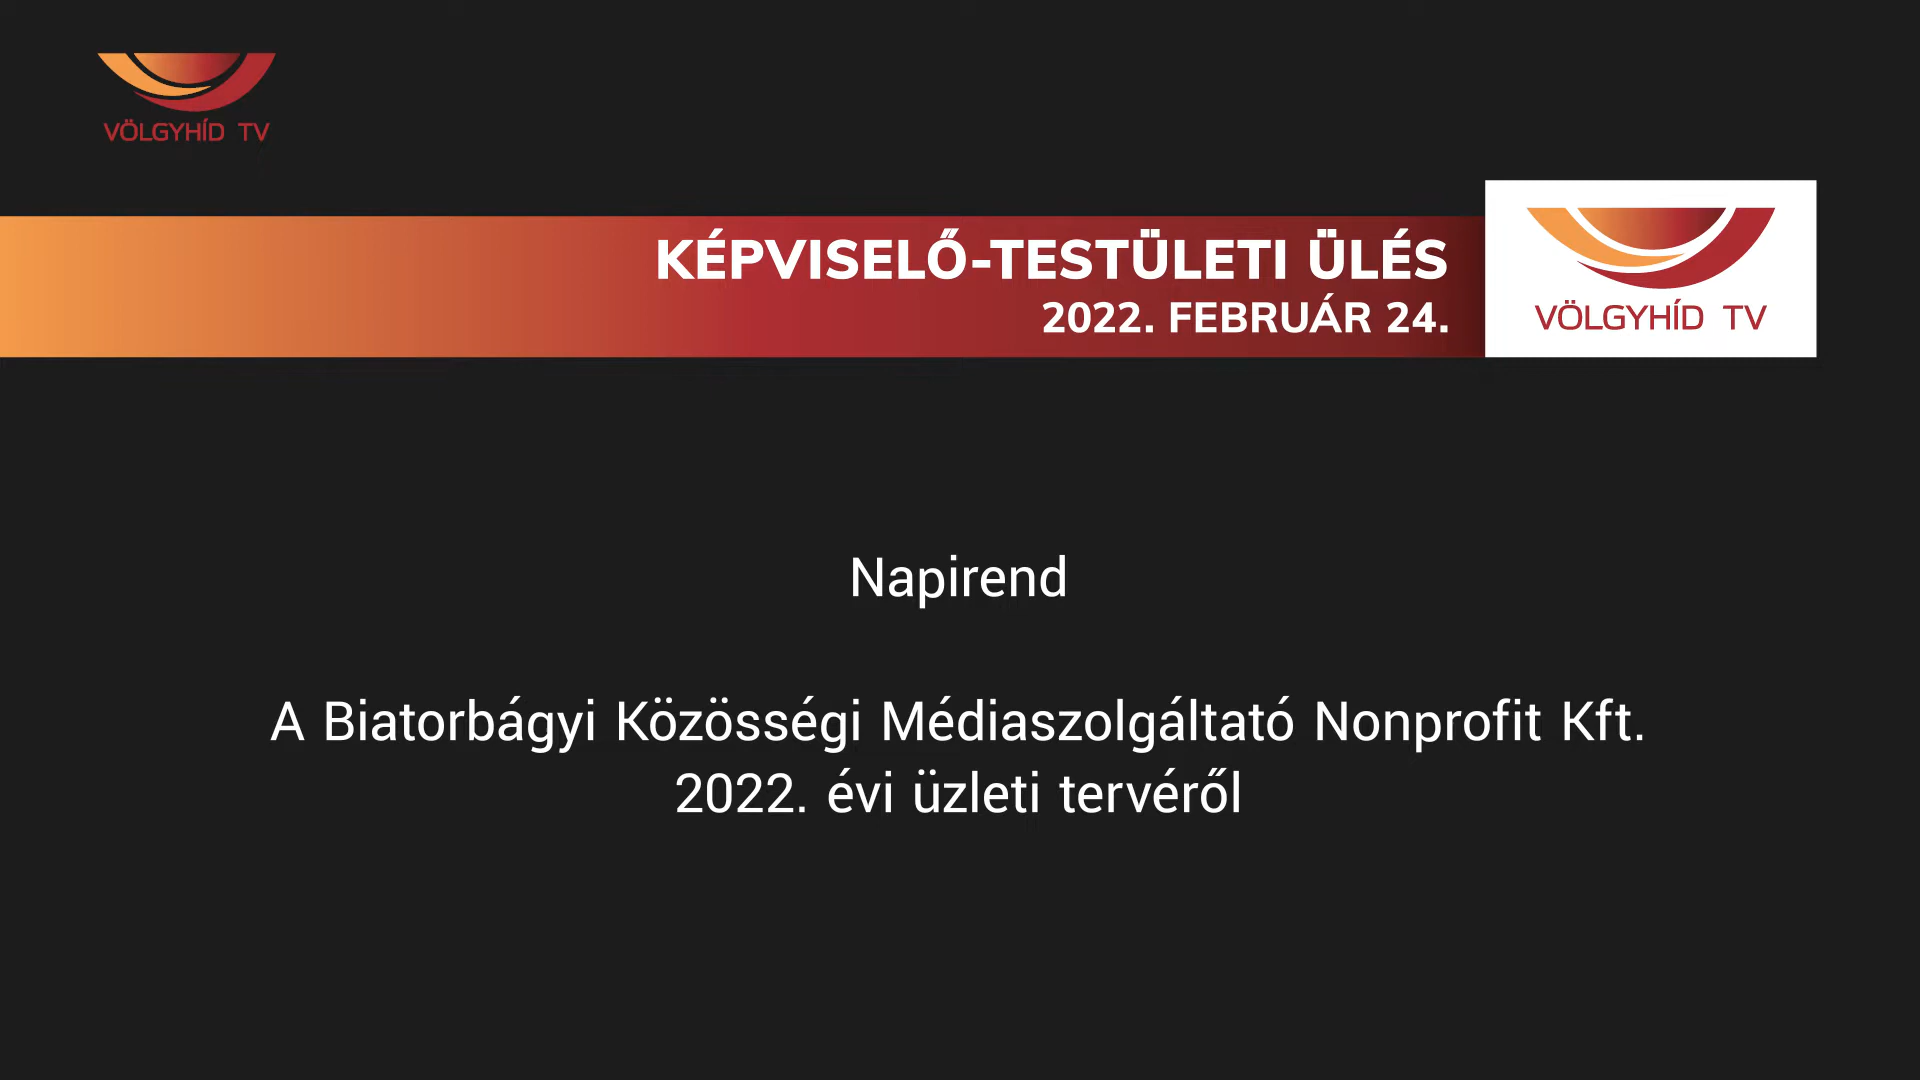 VÖLGYHÍD TV
KÉPVISELŐ-TESTÜLETI ÜLÉS
2022. FEBRUÁR 24.
VÖLGYHÍD TV
Napirend
A Biatorbágyi Közösségi Médiaszolgáltató Nonprofit Kft.
2022. évi üzleti tervéről